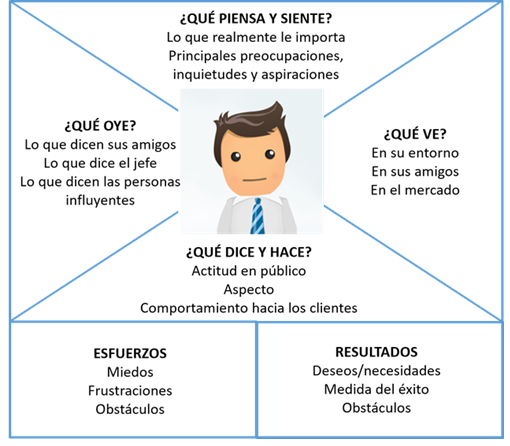 ¿QUÉ PIENSA Y SIENTE?
Lo que realmente le importa
Principales preocupaciones,
inquietudes y aspiraciones
¿QUÉ OYE?
Lo que dicen sus amigos
Lo que dice el jefe
Lo que dicen las personas
influyentes
¿QUÉ VE?
En su entorno
En sus amigos
En el mercado
¿QUÉ DICE Y HACE?
Actitud en público
Aspecto
Comportamiento hacia los clientes
ESFUERZOS
Miedos
Frustraciones
Obstáculos
RESULTADOS
Deseos/necesidades
Medida del éxito
Obstáculos